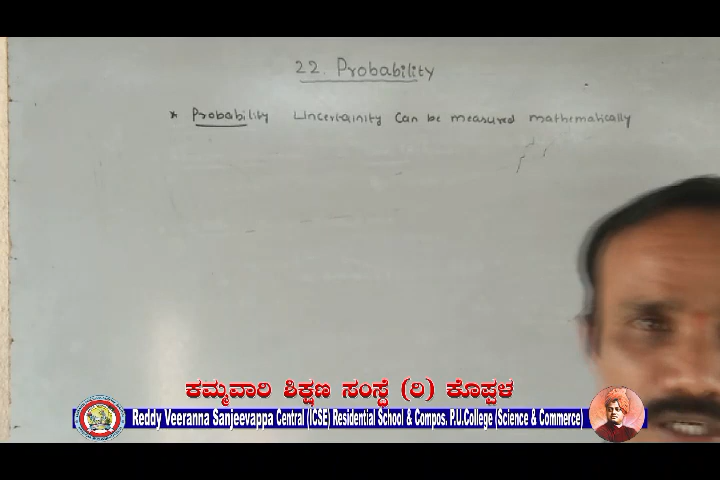 22. Probability
* Probability Uncertainity can be measured mathematically
ಕಮ್ಮವಾರಿ ಶಿಕ್ಷಣ ಸಂಸ್ಥೆ (ರಿ) ಕೊಪ್ಪಳ
Reddy Veeranna Sanjeevappa Central (ICSE) Residential School & Compos. P.U.College (Science & Commerce)